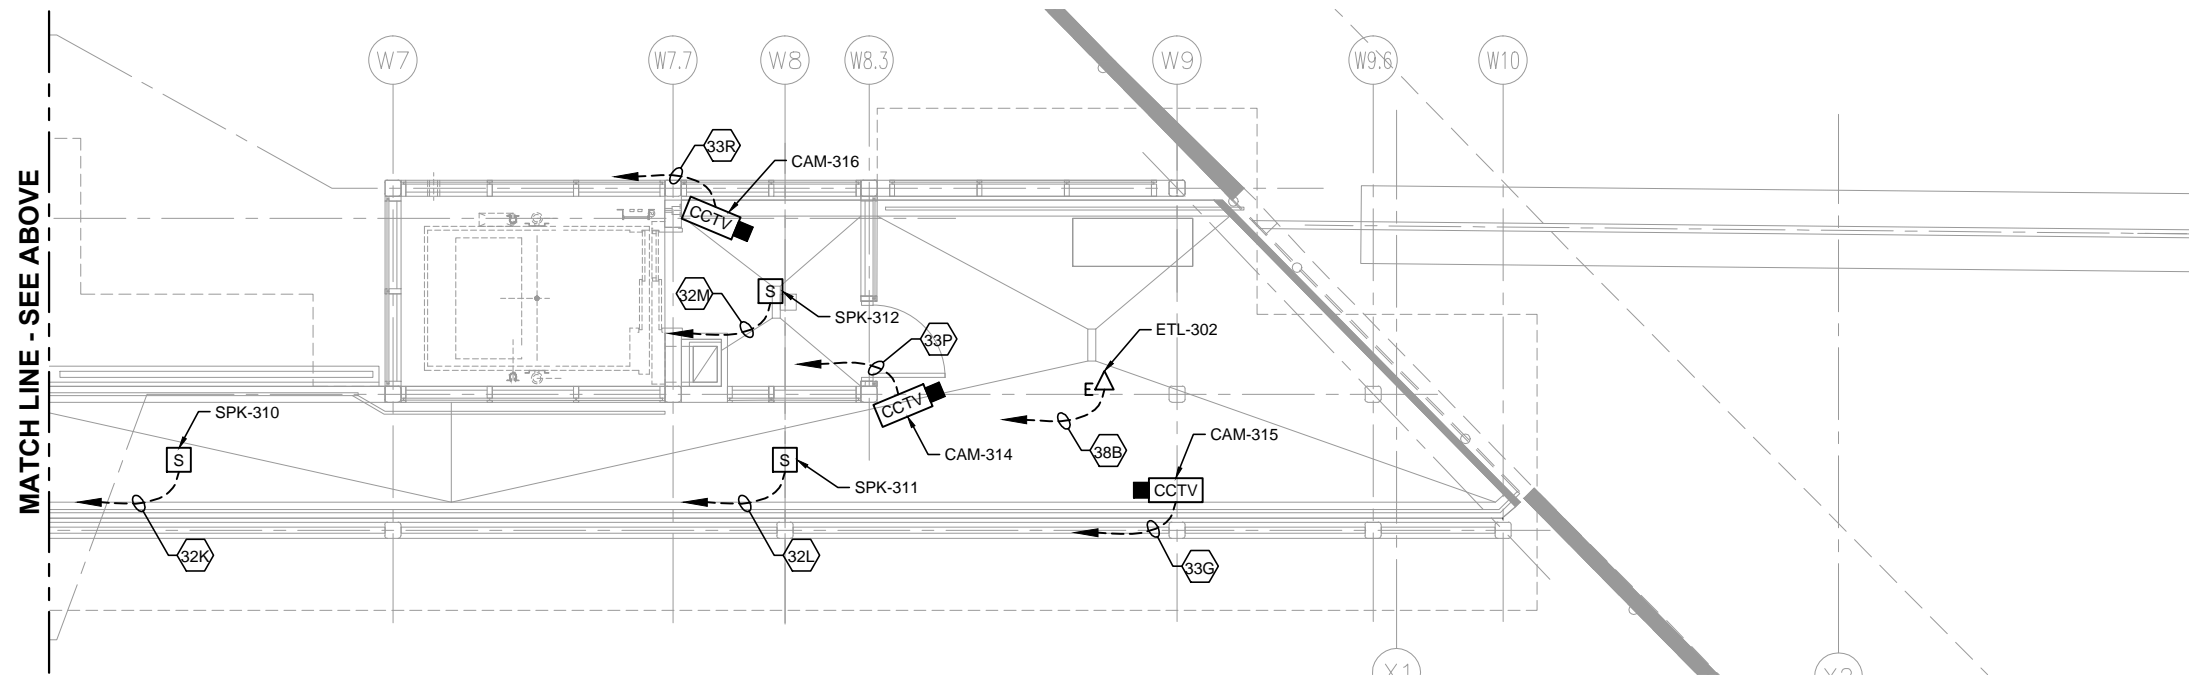 W7
W7.7
W8
W8.3
W9
W9.6
W10
33R
CAM-316
CCTV
MATCH LINE - SEE ABOVE
32M
S
SPK-312
33P
ETL-302
E
CCTV
CAM-314
SPK-310
S
32K
S
SPK-311
32L
38B
CAM-315
CCTV
33G
X1
X2